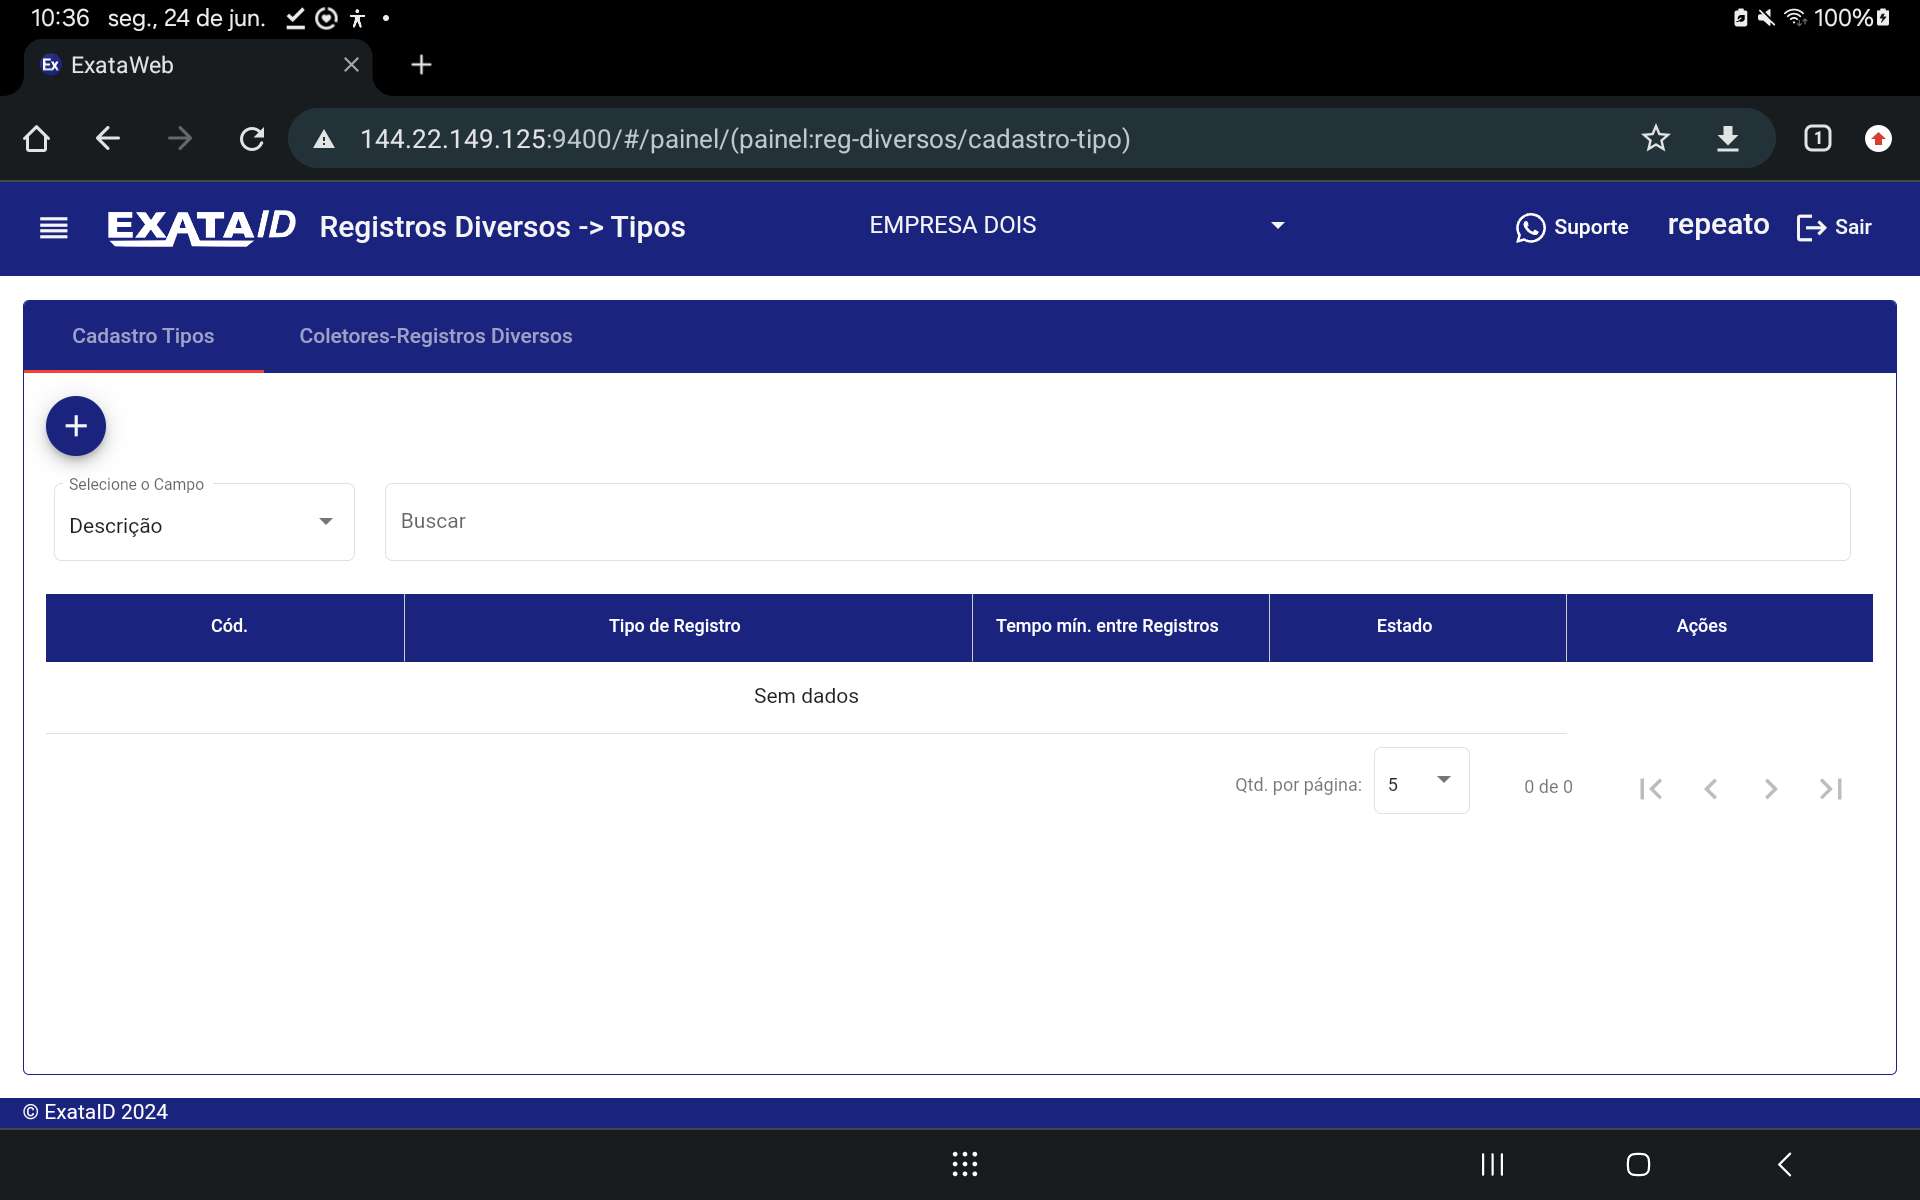 10:36 seg., 24 de jun. 100%
Ex ExataWeb
144.22.149.125:9400/#/painel/(painel:reg-diversos/cadastro-tipo) 1
EXATAID Registros Diversos -> Tipos EMPRESA DOIS Suporte repeato Sair
Cadastro Tipos Coletores-Registros Diversos
Selecione o Campo
Descrição Buscar
Cód. Tipo de Registro Tempo mín. entre Registros Estado Ações
Sem dados
Qtd. por página: 5 0 de 0
© ExataID 2024